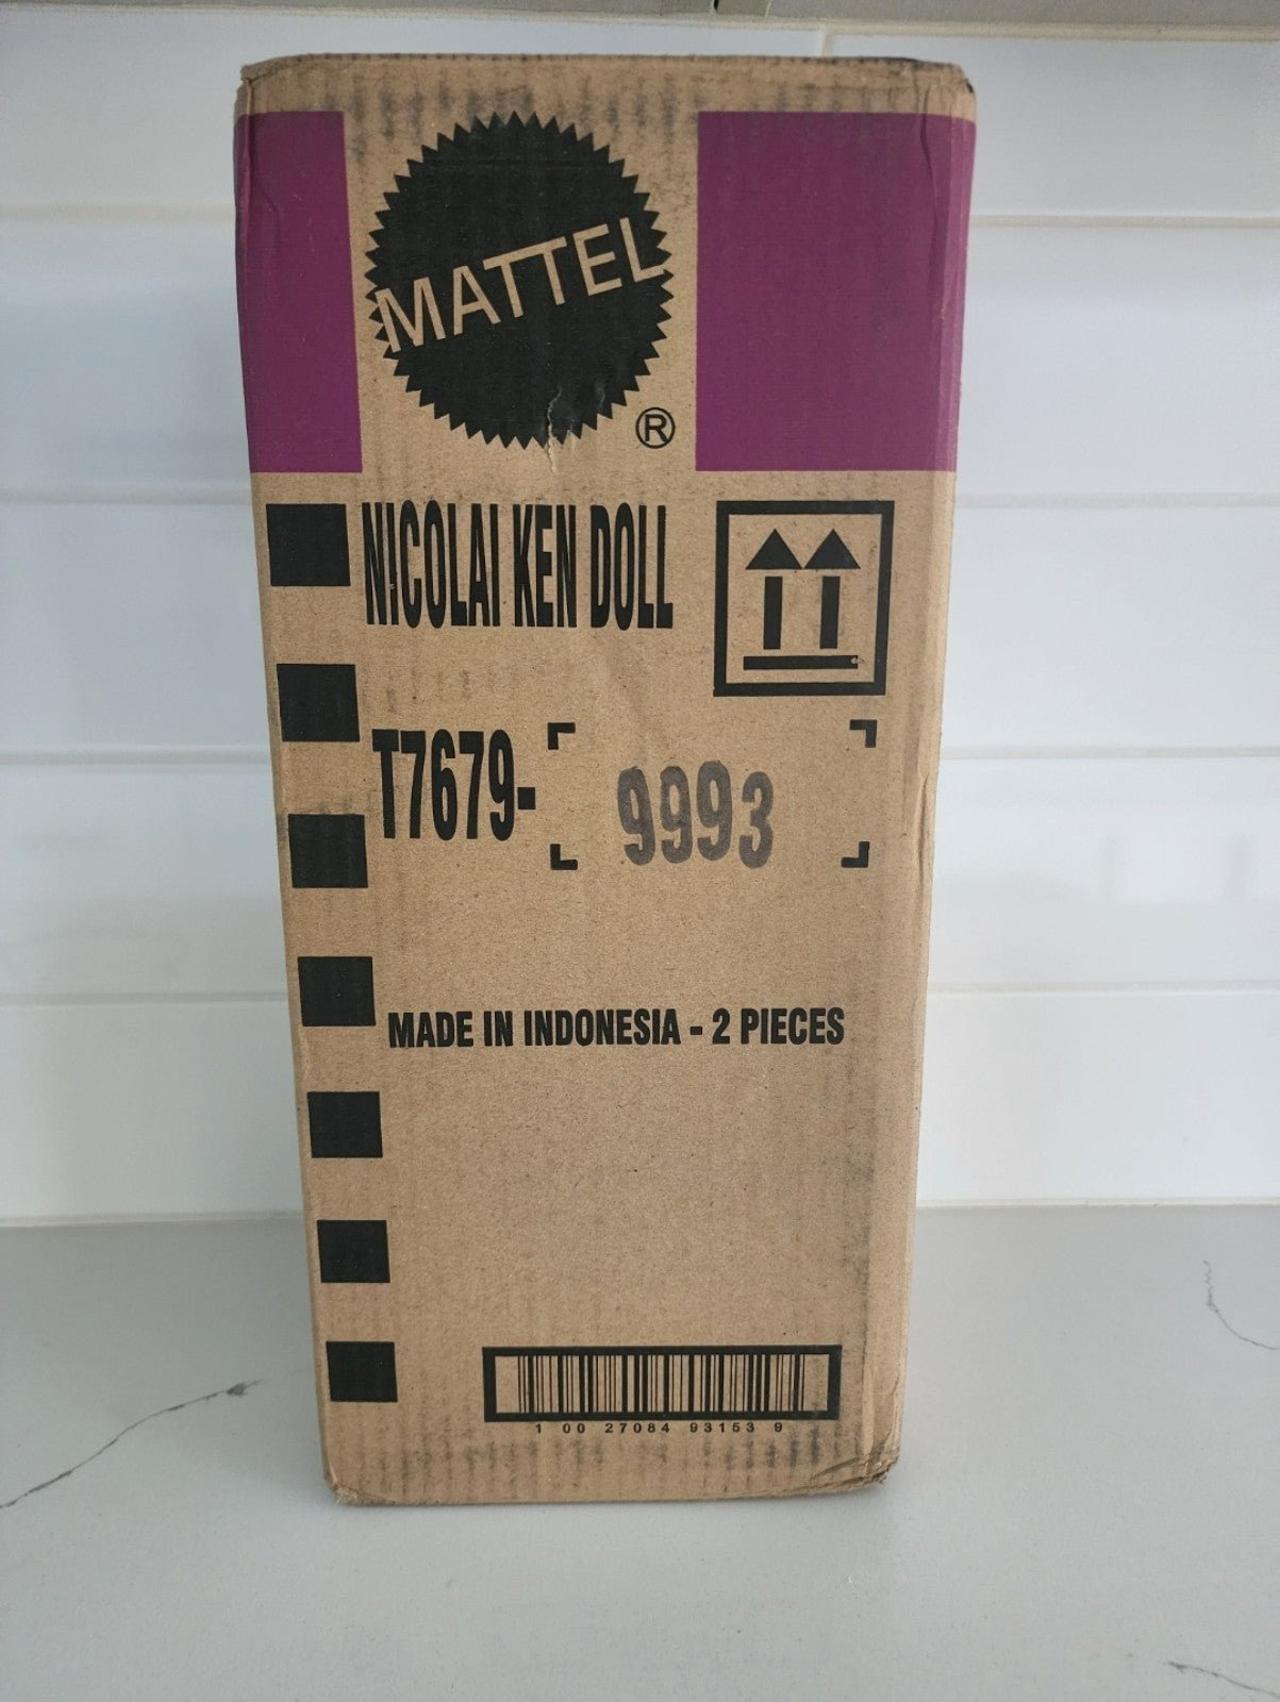 MATTEL
®
NICOLAI KEN DOLL
T7679- 9993
MADE IN INDONESIA - 2 PIECES
1 00 27084 93153 9